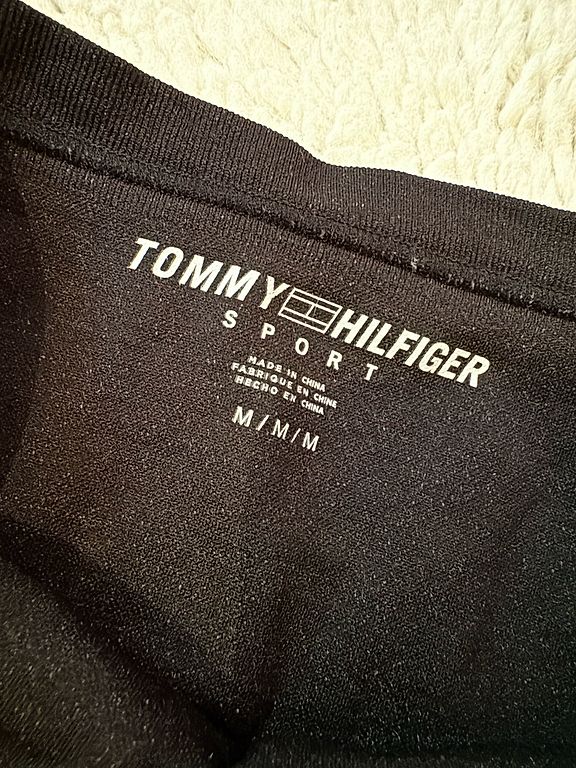 TOMMY HILFIGER
SPORT
MADE IN CHINA
FABRIQUE EN CHINE
HECHO EN CHINA
M/M/M